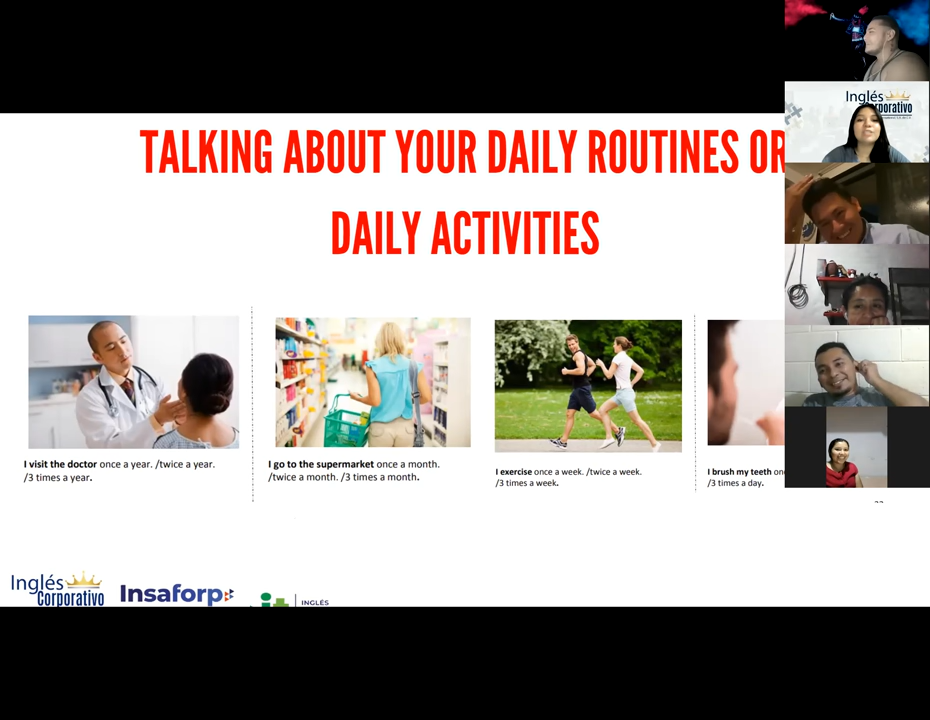 Inglés
Corporativo
TALKING ABOUT YOUR DAILY ROUTINES OR
DAILY ACTIVITIES
I visit the doctor once a year. /twice a year.
/3 times a year.
I go to the supermarket once a month.
/twice a month. /3 times a month.
I exercise once a week. /twice a week.
/3 times a week.
I brush my teeth
/3 times a day.
Inglés
Corporativo
Insaforp
INGLÉS